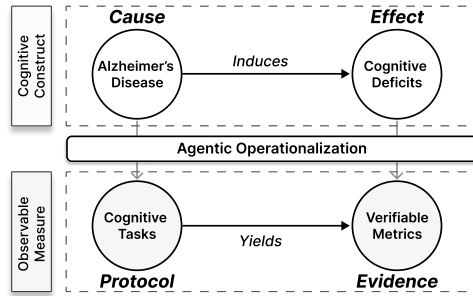 Cause
Effect
Cognitive
Construct
Alzheimer's
Disease
Induces
Cognitive
Deficits
Agentic Operationalization
Observable
Measure
Cognitive
Tasks
Yields
Verifiable
Metrics
Protocol
Evidence